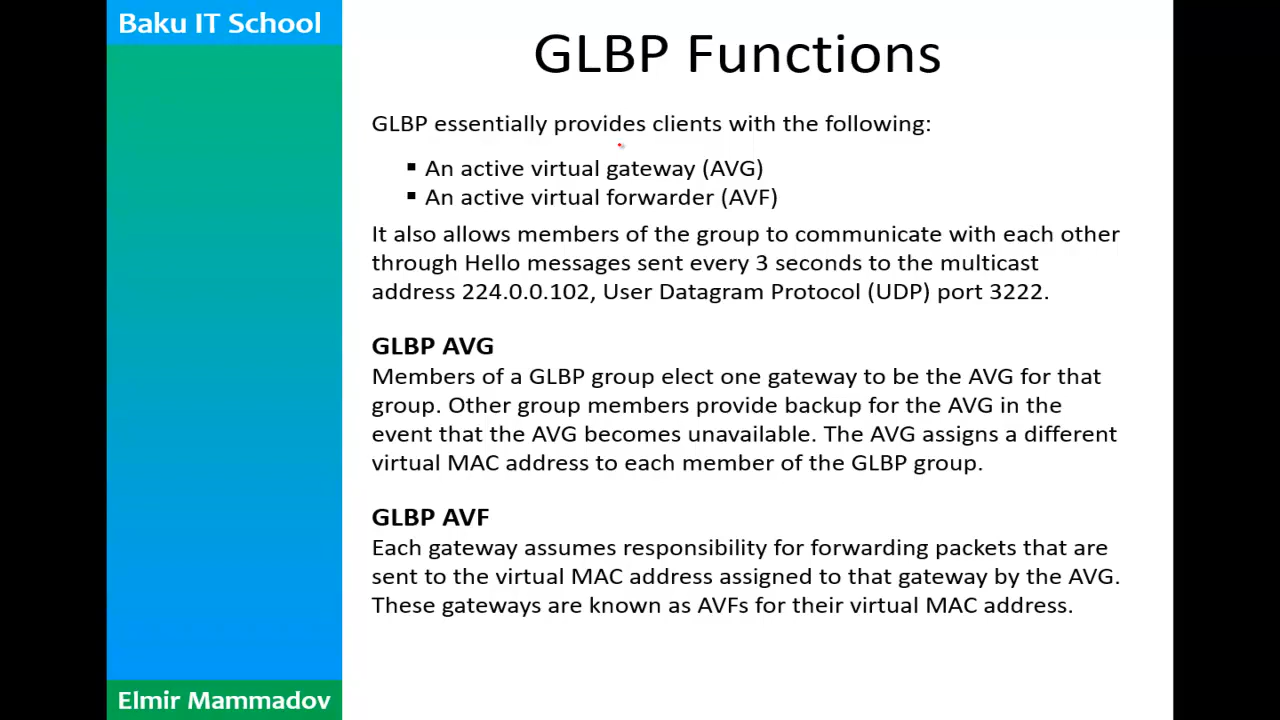 Baku IT School
GLBP Functions
GLBP essentially provides clients with the following:
▪ An active virtual gateway (AVG)
▪ An active virtual forwarder (AVF)
It also allows members of the group to communicate with each other
through Hello messages sent every 3 seconds to the multicast
address 224.0.0.102, User Datagram Protocol (UDP) port 3222.
GLBP AVG
Members of a GLBP group elect one gateway to be the AVG for that
group. Other group members provide backup for the AVG in the
event that the AVG becomes unavailable. The AVG assigns a different
virtual MAC address to each member of the GLBP group.
GLBP AVF
Each gateway assumes responsibility for forwarding packets that are
sent to the virtual MAC address assigned to that gateway by the AVG.
These gateways are known as AVFs for their virtual MAC address.
Elmir Mammadov